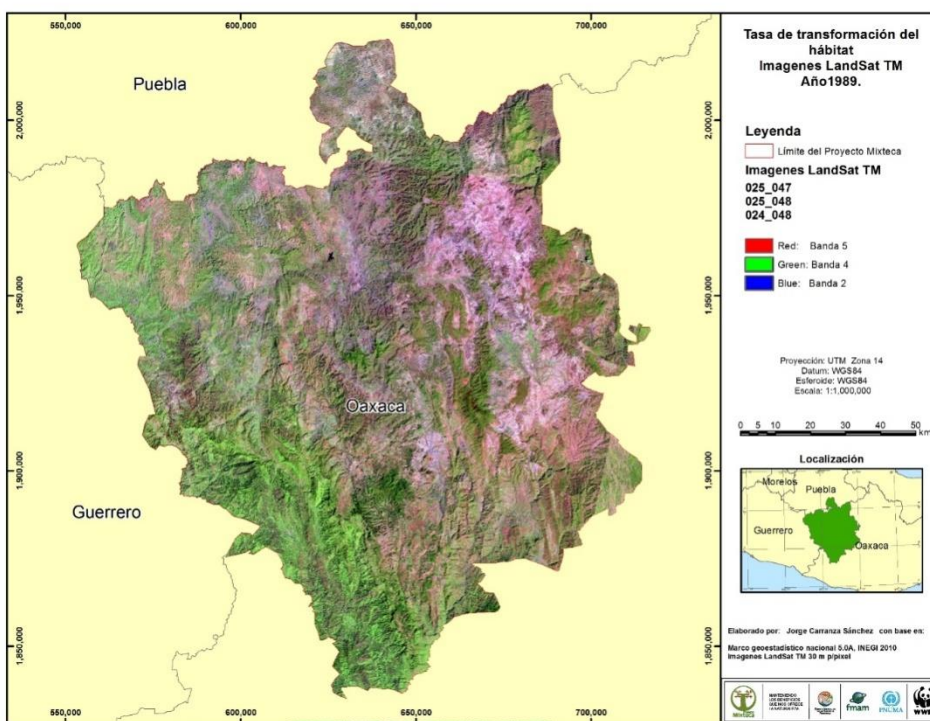 550,000 600,000 650,000 700,000
Tasa de transformación del
hábitat
Imagenes LandSat TM
Año1989.
Leyenda
Límite del Proyecto Mixteca
Imagenes LandSat TM
025_047
025_048
024_048
Red: Banda 5
Green: Banda 4
Blue: Banda 2
Proyección: UTM Zona 14
Datum: WGS84
Esferoide: WGS84
Escala: 1:1,000,000
0 10 20 30 40 50
km
Localización
Morelos
Puebla
Guerrero
Oaxaca
Elaborado por: Jorge Carranza Sánchez con base en:
Marco geoestadístico nacional 5.0A, INEGI 2010
Imagenes LandSat TM 30 m p/pixel
fmam
PNUMA
WWF
Puebla
Oaxaca
Guerrero
2,000,000
1,950,000
1,900,000
1,850,000
2,000,000
1,950,000
1,900,000
1,850,000
550,000 600,000 650,000 700,000